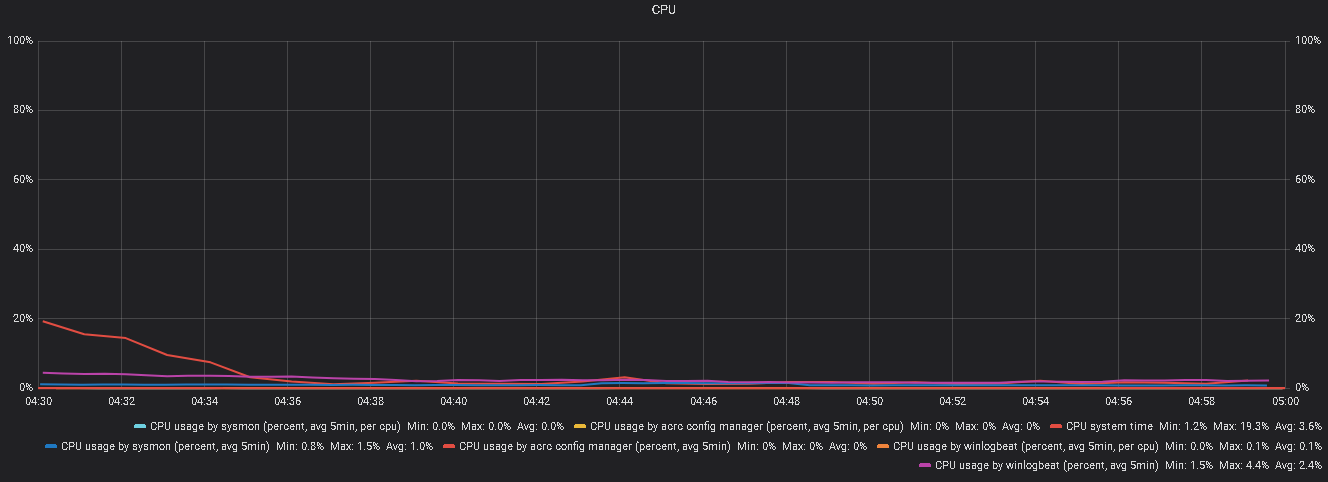 CPU
100% 100%
80% 80%
60% 60%
40% 40%
20% 20%
0% 0%
04:30 04:32 04:34 04:36 04:38 04:40 04:42 04:44 04:46 04:48 04:50 04:52 04:54 04:56 04:58 05:00
CPU usage by sysmon (percent, avg 5min, per cpu) Min: 0.0% Max: 0.0% Avg: 0.0% CPU usage by acrc config manager (percent, avg 5min, per cpu) Min: 0% Max: 0% Avg: 0% CPU system time Min: 1.2% Max: 19.3% Avg: 3.6%
CPU usage by sysmon (percent, avg 5min) Min: 0.8% Max: 1.5% Avg: 1.0% CPU usage by acrc config manager (percent, avg 5min) Min: 0% Max: 0% Avg: 0% CPU usage by winlogbeat (percent, avg 5min, per cpu) Min: 0.0% Max: 0.1% Avg: 0.1%
CPU usage by winlogbeat (percent, avg 5min) Min: 1.5% Max: 4.4% Avg: 2.4%